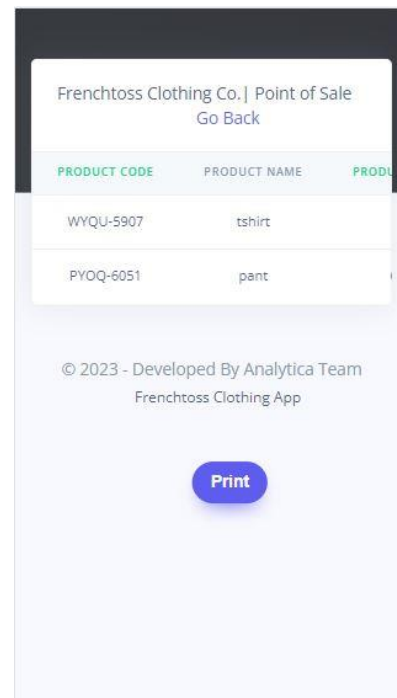 Frenchtoss Clothing Co.| Point of Sale
Go Back
PRODUCT CODE PRODUCT NAME PRODU
WYQU-5907 tshirt
PYOQ-6051 pant
© 2023 - Developed By Analytica Team
Frenchtoss Clothing App
Print